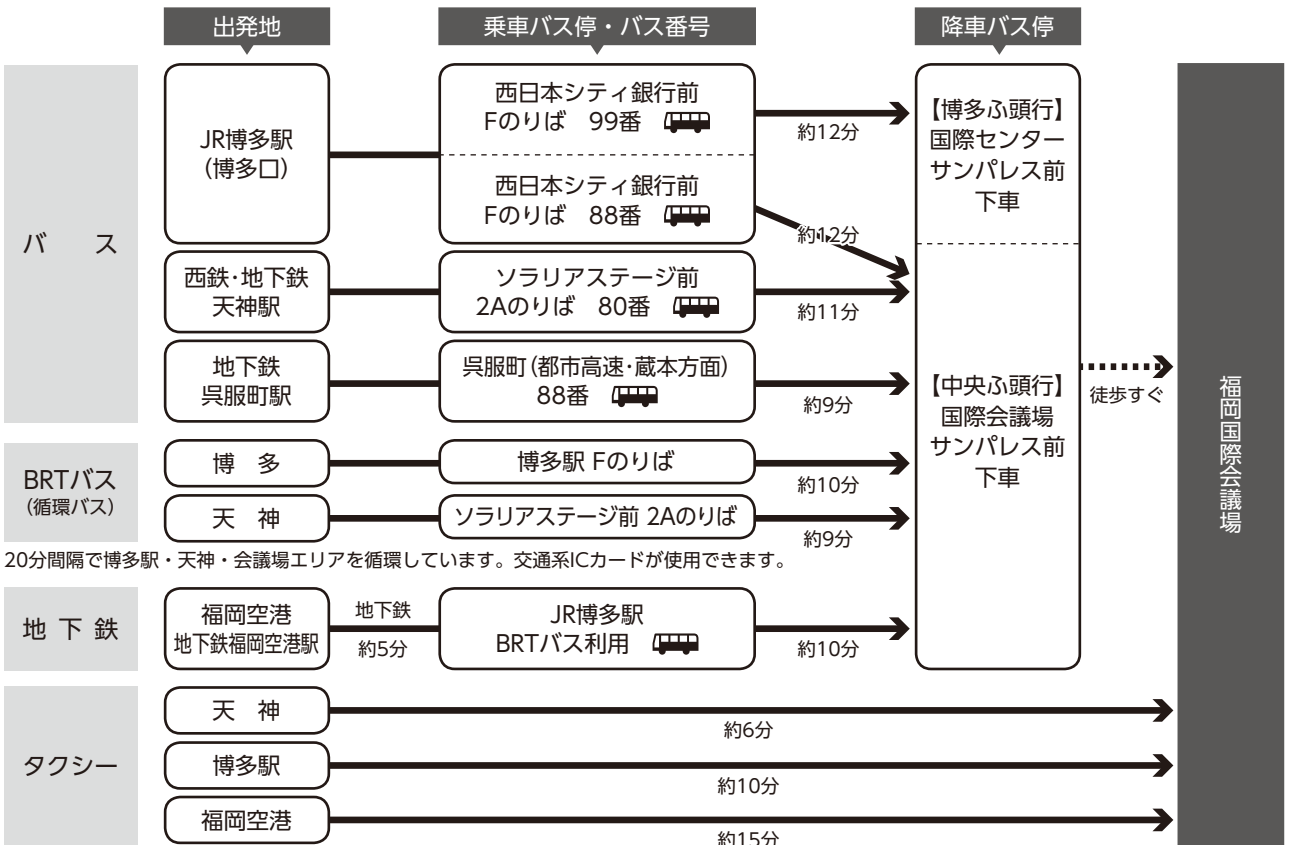 出発地
乗車バス停・バス番号
降車バス停
バス
JR博多駅
(博多口)
西日本シティ銀行前
Fのりば 99番
約12分
西日本シティ銀行前
Fのりば 88番
約12分
【博多ふ頭行】
国際センター
サンパレス前
下車
西鉄・地下鉄
天神駅
ソラリアステージ前
2Aのりば 80番
約11分
地下鉄
呉服町駅
呉服町(都市高速・蔵本方面)
88番
約9分
【中央ふ頭行】
国際会議場
サンパレス前
下車
徒歩すぐ
福岡国際会議場
BRTバス
(循環バス)
博多
博多駅 Fのりば
約10分
天神
ソラリアステージ前 2Aのりば
約9分
20分間隔で博多駅・天神・会議場エリアを循環しています。交通系ICカードが使用できます。
地下鉄
福岡空港
地下鉄福岡空港駅
地下鉄
約5分
JR博多駅
BRTバス利用
約10分
タクシー
天神
約6分
博多駅
約10分
福岡空港
約15分